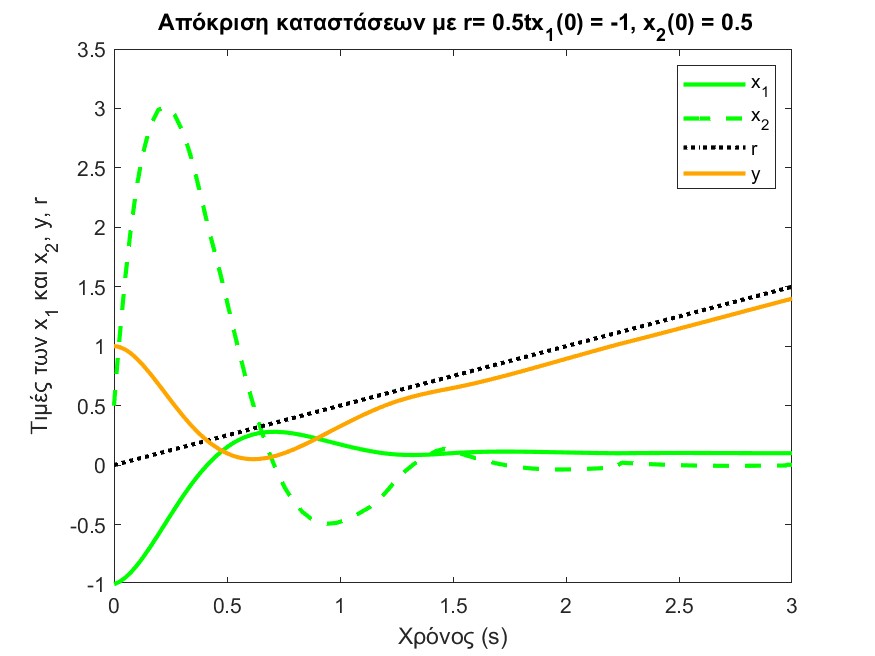 Απόκριση καταστάσεων με r= 0.5tx₁(0) = -1, x₂(0) = 0.5
3.5
3
2.5
2
1.5
1
0.5
0
-0.5
-1
Τιμές των x₁ και x₂, y, r
x₁
x₂
r
y
0
0.5
1
1.5
2
2.5
3
Χρόνος (s)